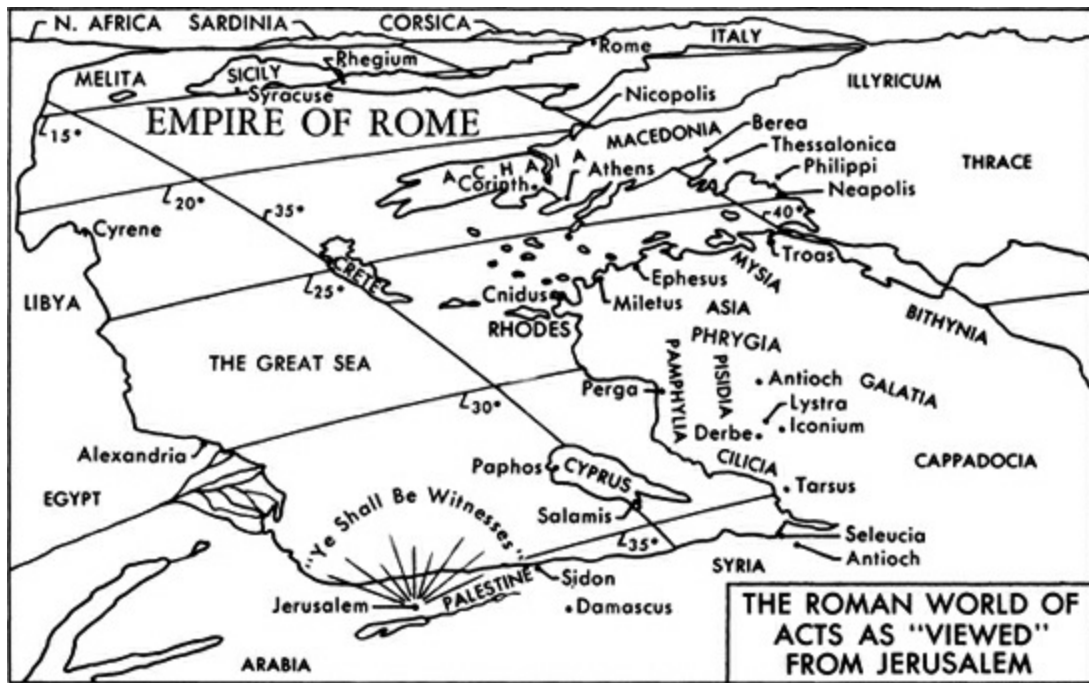 N. AFRICA SARDINIA CORSICA
Rome ITALY
MELITA SICILY Rhegium
Syracuse
ILLYRICUM
EMPIRE OF ROME
Nicopolis
15°
MACEDONIA Berea
Thessalonica
ACHAIA
Athens
Philippi
THRACE
Corinth
Neapolis
20° 35° 40°
Cyrene
Troas
CRETE
MYSIA
Ephesus
LIBYA
25°
Cnidus Miletus
ASIA
RHODES
BITHYNIA
PHRYGIA
THE GREAT SEA
PAMPHYLIA PISIDIA
Antioch GALATIA
30°
Perga
Lystra
Derbe Iconium
Alexandria
CILICIA
CAPPADOCIA
Paphos CYPRUS
EGYPT
Tarsus
"Ye Shall Be Witnesses"
Salamis
35°
Seleucia
Antioch
SYRIA
Sidon
PALESTINE
Jerusalem
Damascus
ARABIA
THE ROMAN WORLD OF
ACTS AS "VIEWED"
FROM JERUSALEM